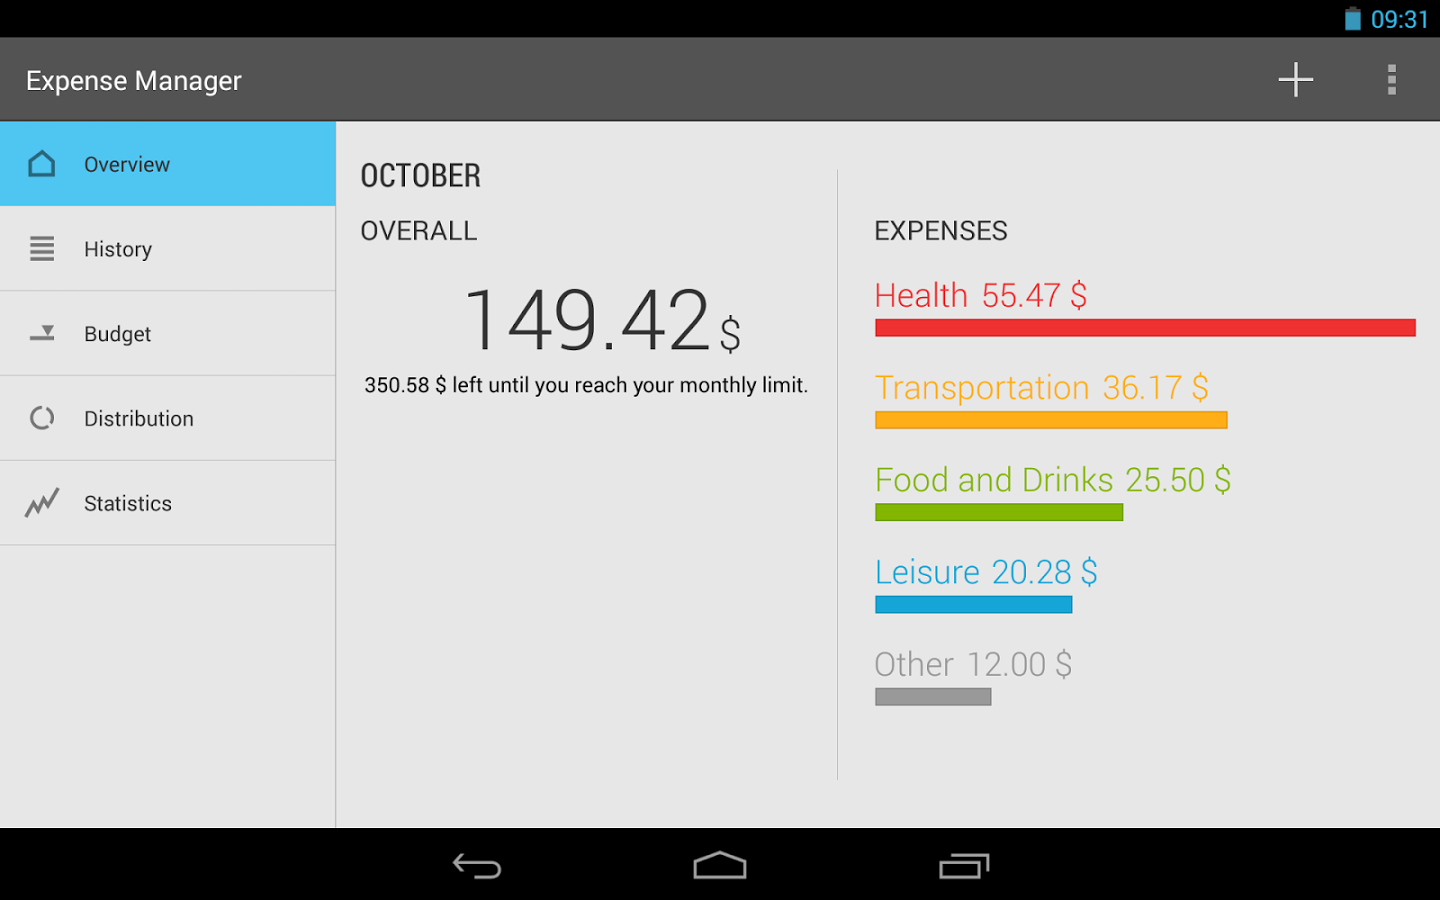 09:31
Expense Manager
Overview
History
Budget
Distribution
Statistics
OCTOBER
OVERALL
149.42 $
350.58 $ left until you reach your monthly limit.
EXPENSES
Health 55.47 $
Transportation 36.17 $
Food and Drinks 25.50 $
Leisure 20.28 $
Other 12.00 $